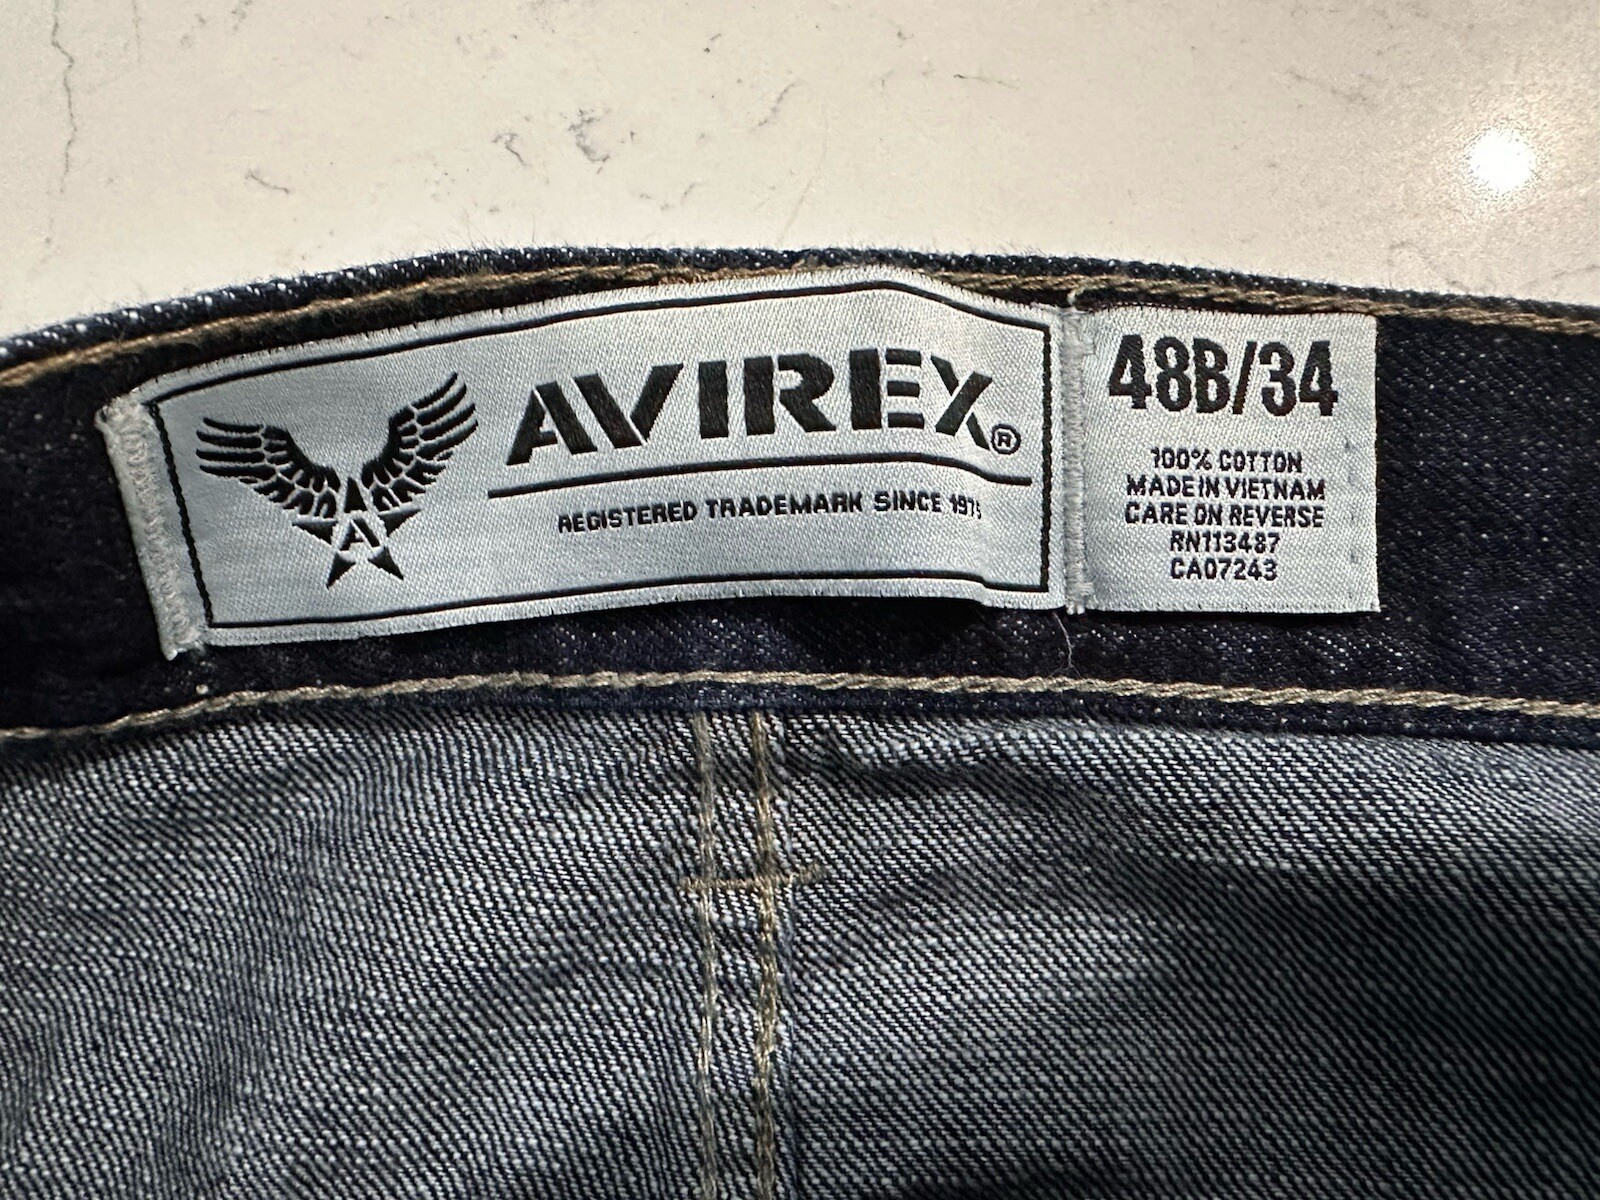 AVIREX®
REGISTERED TRADEMARK SINCE 1975
A
48B/34
100% COTTON
MADE IN VIETNAM
CARE ON REVERSE
RN113487
CA07243